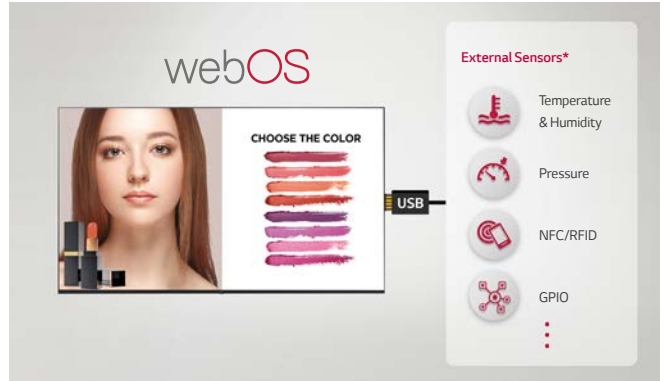 webOS
CHOOSE THE COLOR
USB
External Sensors*
Temperature
& Humidity
Pressure
NFC/RFID
GPIO